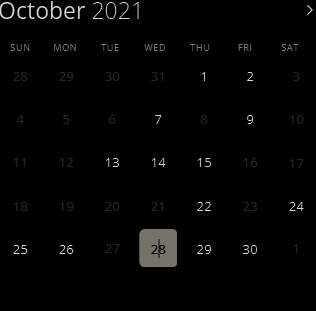 October 2021
SUN MON TUE WED THU FRI SAT
28 29 30 31 1 2 3
4 5 6 7 8 9 10
11 12 13 14 15 16 17
18 19 20 21 22 23 24
25 26 27 28 29 30 1